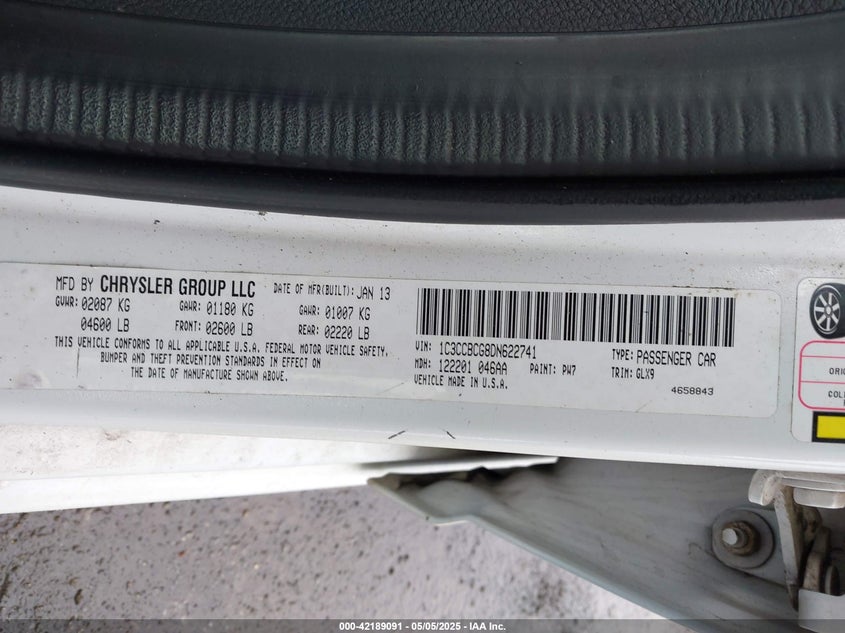 MFD BY CHRYSLER GROUP LLC DATE OF MFR(BUILT): JAN 13
GVWR: 02087 KG GAWR: 01180 KG GAWR: 01007 KG
04600 LB FRONT: 02600 LB REAR: 02220 LB
THIS VEHICLE CONFORMS TO ALL APPLICABLE U.S.A. FEDERAL MOTOR VEHICLE SAFETY,
BUMPER AND THEFT PREVENTION STANDARDS IN EFFECT ON
THE DATE OF MANUFACTURE SHOWN ABOVE.
VIN: 1C3CCBCG8DN622741 TYPE: PASSENGER CAR
MDH: 122201 046AA PAINT: PW7 TRIM: GLX9
VEHICLE MADE IN U.S.A. 4658843
ORI
COL
000-42189091 - 05/05/2025 - IAA Inc.